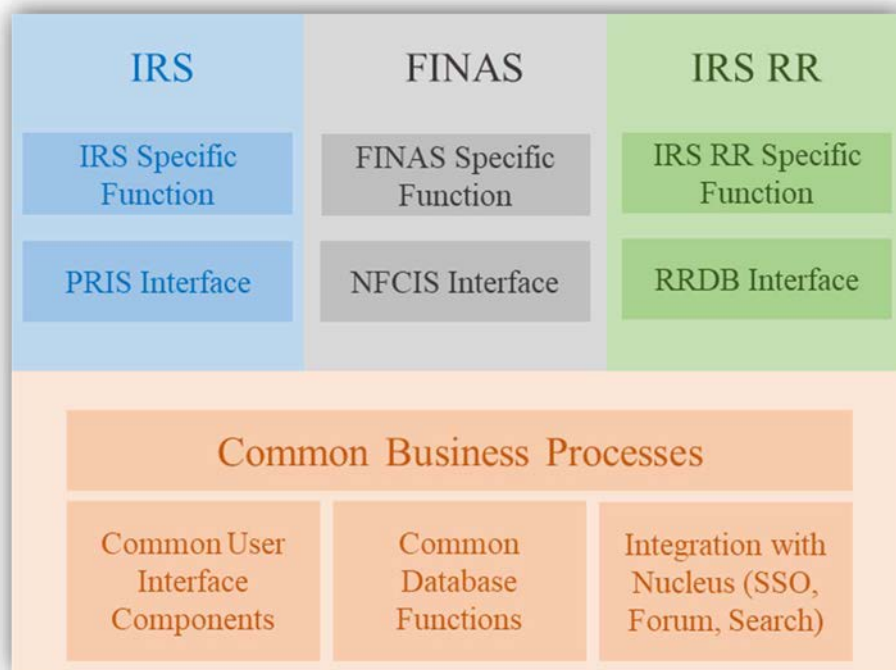 IRS
IRS Specific
Function
PRIS Interface
FINAS
FINAS Specific
Function
NFCIS Interface
IRS RR
IRS RR Specific
Function
RRDB Interface
Common Business Processes
Common User
Interface
Components
Common
Database
Functions
Integration with
Nucleus (SSO,
Forum, Search)